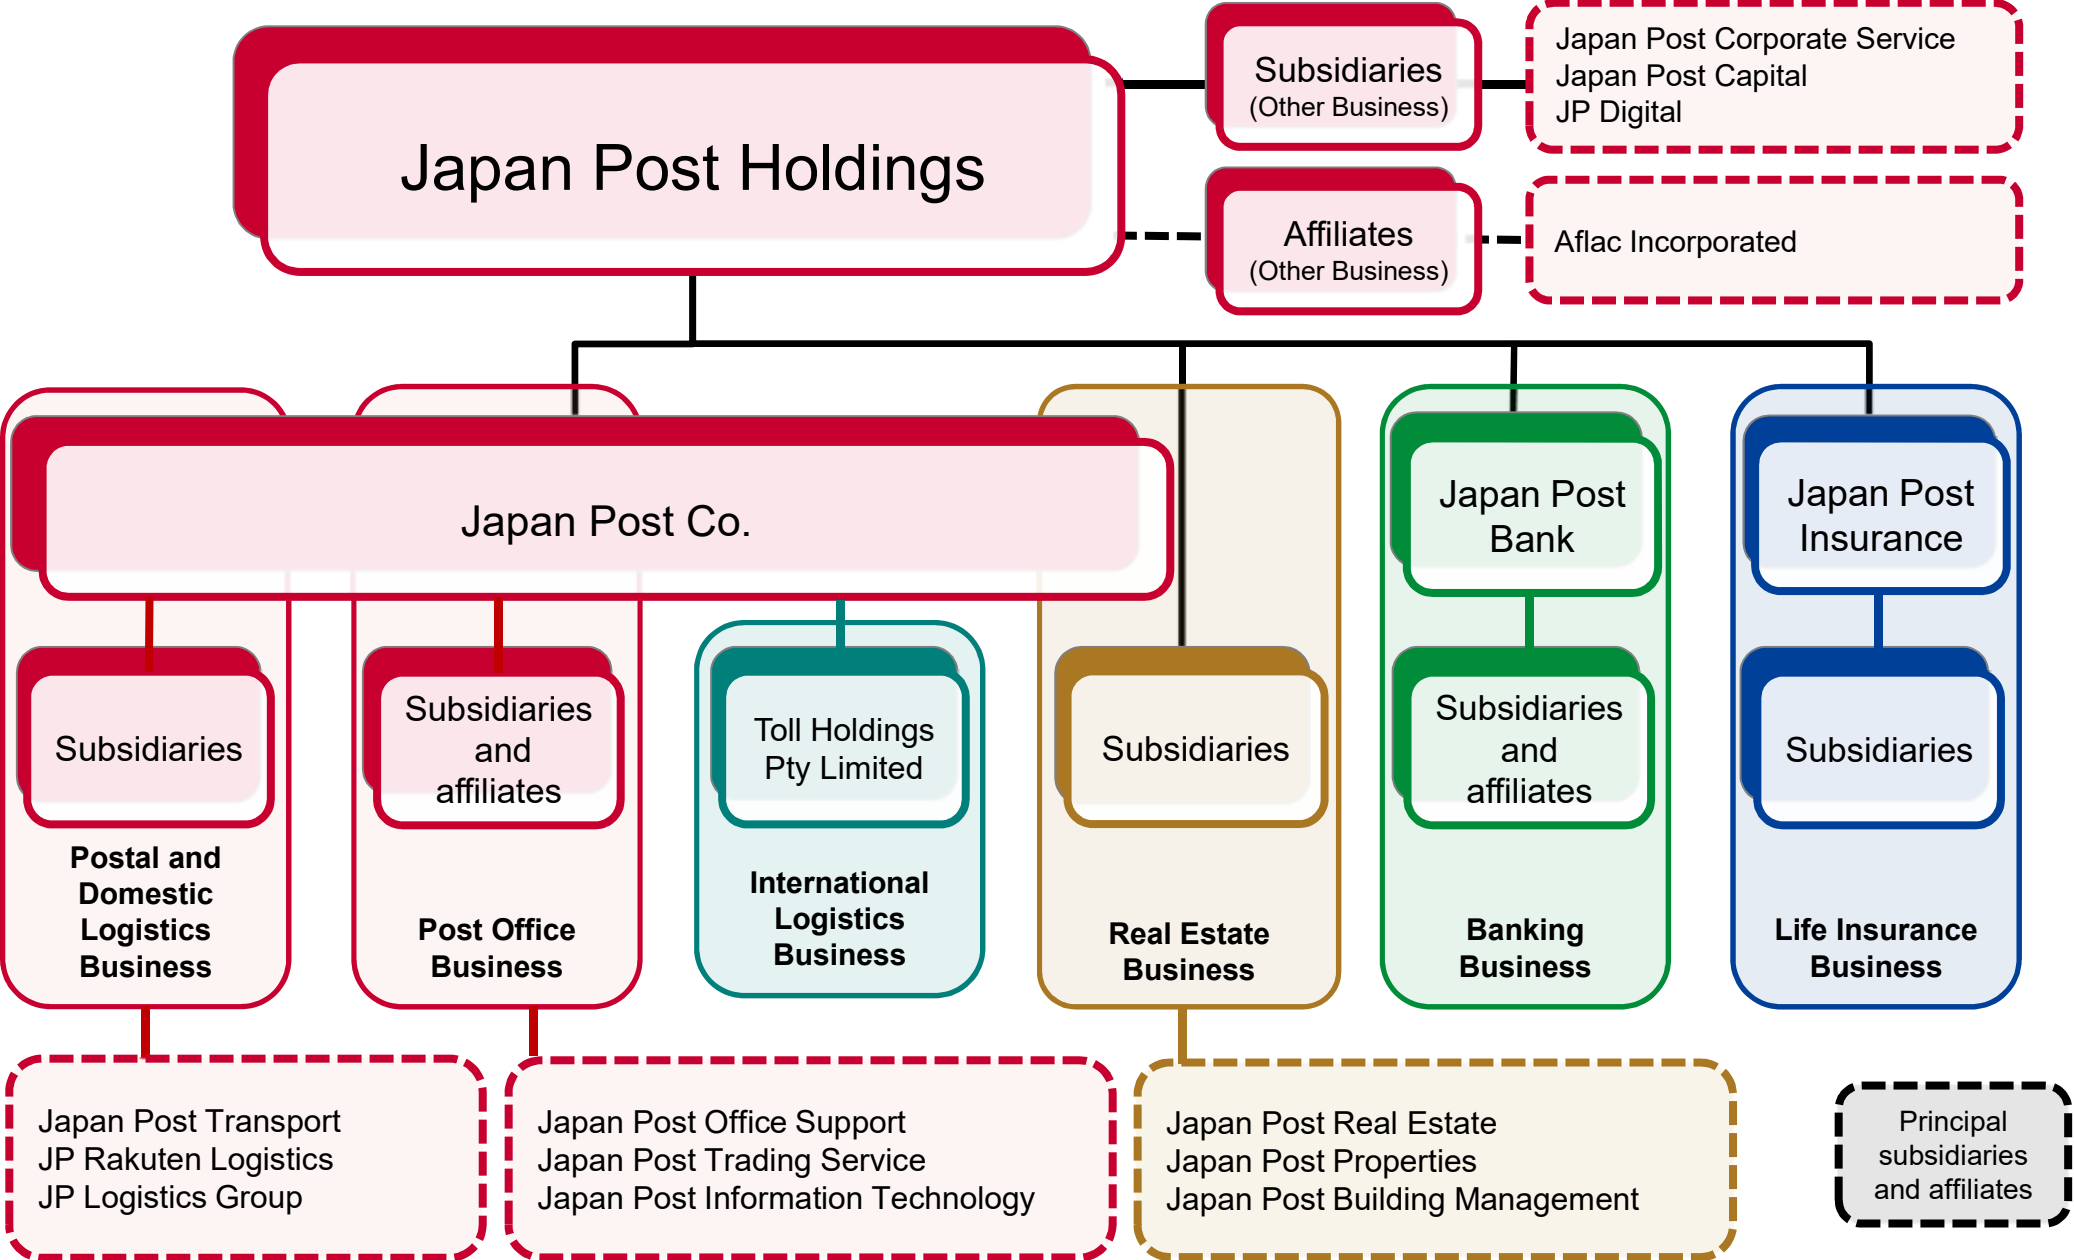 Japan Post Holdings
Subsidiaries
(Other Business)
Japan Post Corporate Service
Japan Post Capital
JP Digital
Affiliates
(Other Business)
Aflac Incorporated
Japan Post Co.
Japan Post
Bank
Japan Post
Insurance
Subsidiaries
Subsidiaries
and
affiliates
Toll Holdings
Pty Limited
Subsidiaries
Subsidiaries
and
affiliates
Subsidiaries
Postal and
Domestic
Logistics
Business
Post Office
Business
International
Logistics
Business
Real Estate
Business
Banking
Business
Life Insurance
Business
Japan Post Transport
JP Rakuten Logistics
JP Logistics Group
Japan Post Office Support
Japan Post Trading Service
Japan Post Information Technology
Japan Post Real Estate
Japan Post Properties
Japan Post Building Management
Principal
subsidiaries
and affiliates